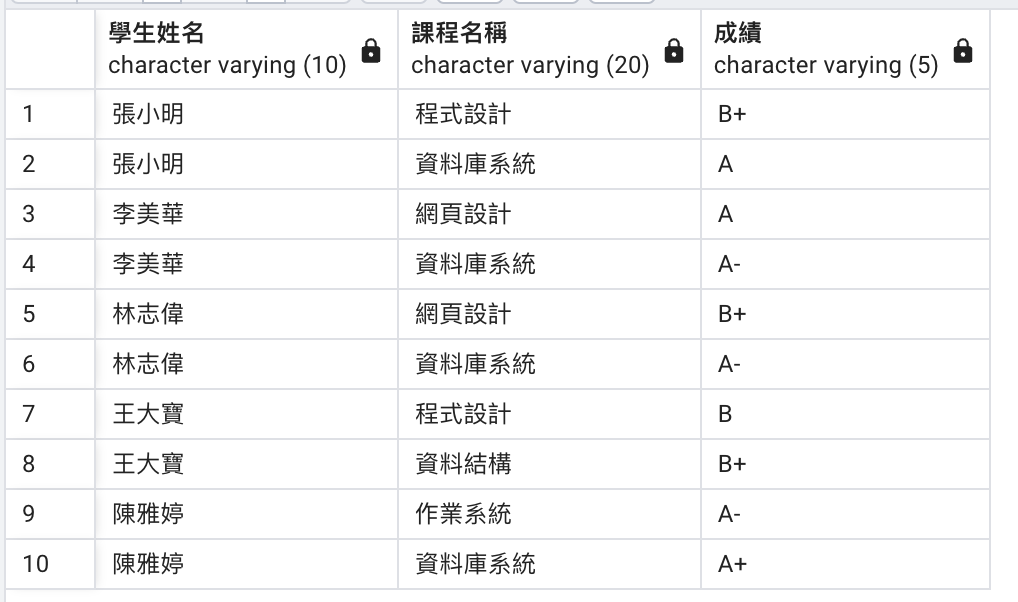 學生姓名 課程名稱 成績
character varying (10) character varying (20) character varying (5)
1 張小明 程式設計 B+
2 張小明 資料庫系統 A
3 李美華 網頁設計 A
4 李美華 資料庫系統 A-
5 林志偉 網頁設計 B+
6 林志偉 資料庫系統 A-
7 王大寶 程式設計 B
8 王大寶 資料結構 B+
9 陳雅婷 作業系統 A-
10 陳雅婷 資料庫系統 A+